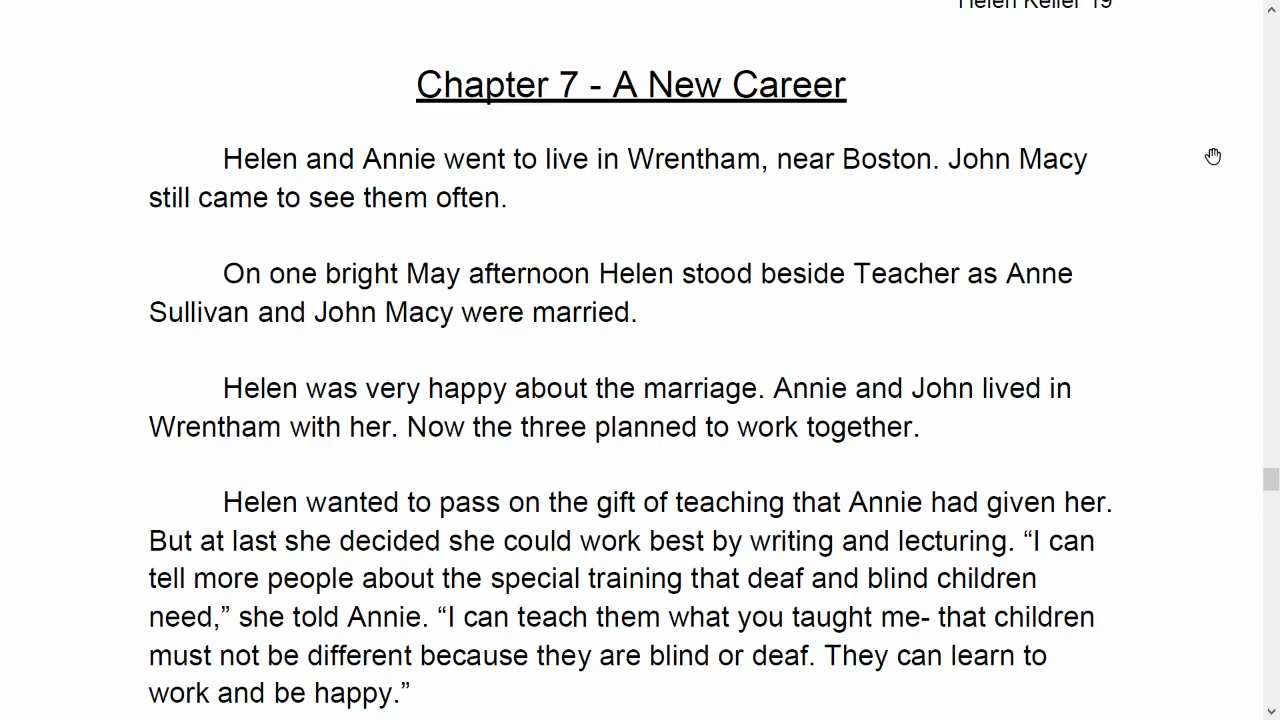 Helen Keller 19
Chapter 7 - A New Career
Helen and Annie went to live in Wrentham, near Boston. John Macy
still came to see them often.
On one bright May afternoon Helen stood beside Teacher as Anne
Sullivan and John Macy were married.
Helen was very happy about the marriage. Annie and John lived in
Wrentham with her. Now the three planned to work together.
Helen wanted to pass on the gift of teaching that Annie had given her.
But at last she decided she could work best by writing and lecturing. “I can
tell more people about the special training that deaf and blind children
need,” she told Annie. “I can teach them what you taught me- that children
must not be different because they are blind or deaf. They can learn to
work and be happy.”